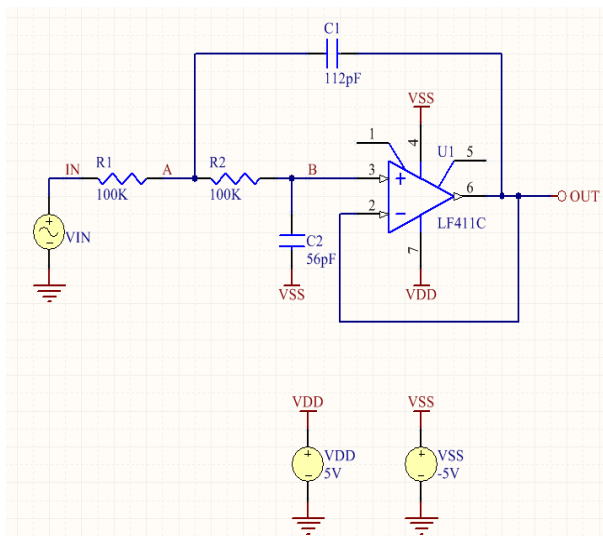 C1
112pF
VSS
1
4
U1
5
IN
R1
A
R2
B
3
6
OUT
100K
100K
2
LF411C
VIN
C2
56pF
7
VSS
VDD
VDD
VSS
VDD
5V
VSS
-5V